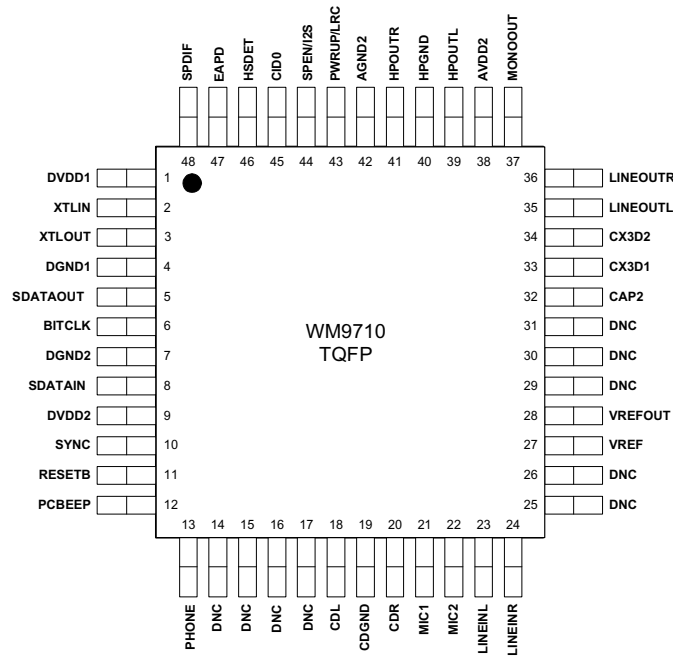 SPDIF
EAPD
HSDET
CID0
SPEN/I2S
PWRUP/LRC
AGND2
HPOUTR
HPGND
HPOUTL
AVDD2
MONOOUT
48 47 46 45 44 43 42 41 40 39 38 37
DVDD1 1 36 LINEOUTR
XTLIN 2 35 LINEOUTL
XTLOUT 3 34 CX3D2
DGND1 4 33 CX3D1
SDATAOUT 5 32 CAP2
BITCLK 6 31 DNC
WM9710
TQFP
DGND2 7 30 DNC
SDATAIN 8 29 DNC
DVDD2 9 28 VREFOUT
SYNC 10 27 VREF
RESETB 11 26 DNC
PCBEEP 12 25 DNC
13 14 15 16 17 18 19 20 21 22 23 24
PHONE
DNC
DNC
DNC
DNC
CDL
CDGND
CDR
MIC1
MIC2
LINEINL
LINEINR